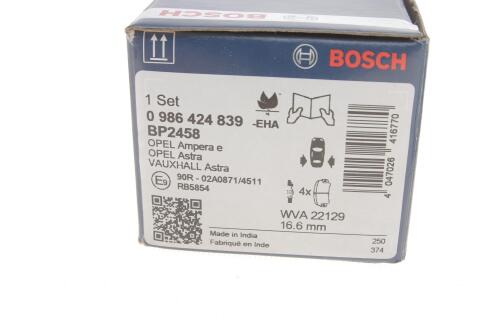 BOSCH
1 Set
0 986 424 839
-EHA
BP2458
OPEL Ampera e
OPEL Astra
VAUXHALL Astra
E9
90R - 02A0871/4511
RB5854
4x
WVA 22129
16.6 mm
Made in India
Fabriqué en Inde
250
374
4 047026 416770